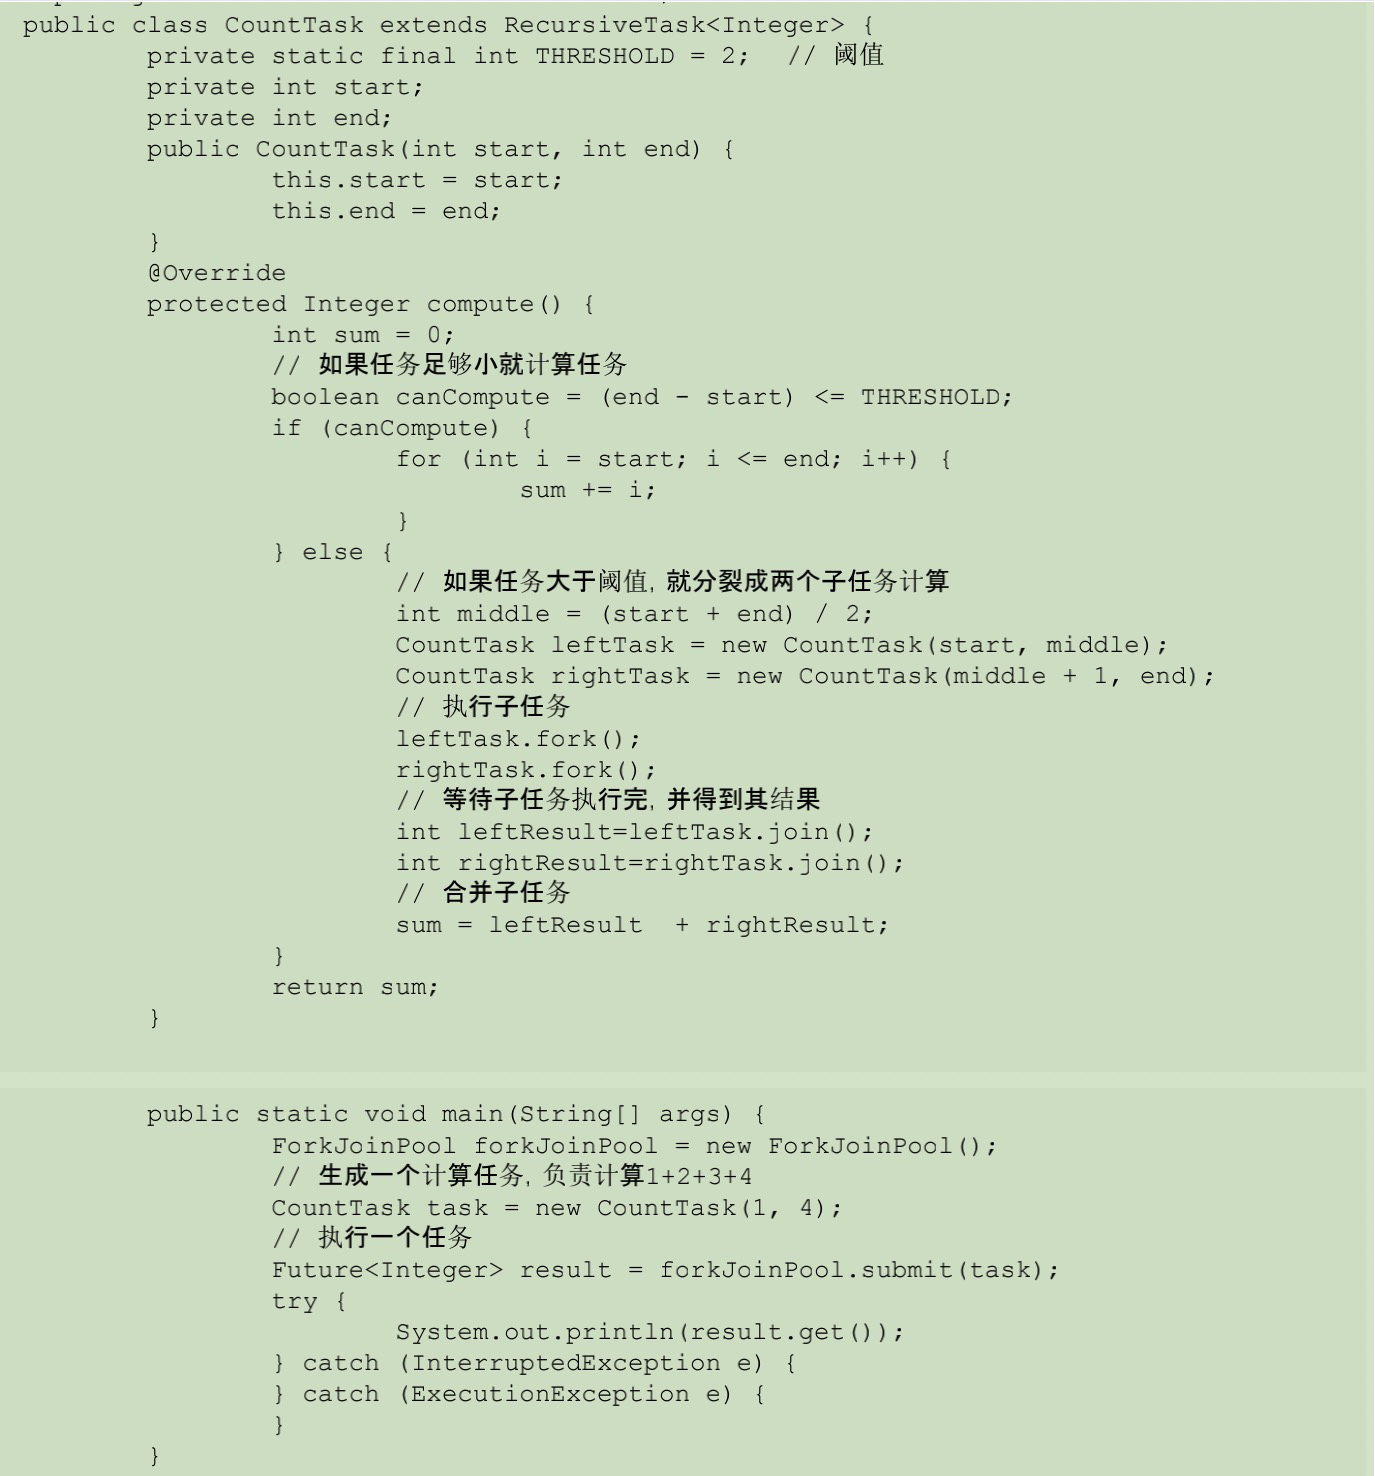 public class CountTask extends RecursiveTask<Integer> {
private static final int THRESHOLD = 2;  // 阈值
private int start;
private int end;
public CountTask(int start, int end) {
this.start = start;
this.end = end;
}
@Override
protected Integer compute() {
int sum = 0;
// 如果任务足够小就计算任务
boolean canCompute = (end - start) <= THRESHOLD;
if (canCompute) {
for (int i = start; i <= end; i++) {
sum += i;
}
} else {
// 如果任务大于阈值, 就分裂成两个子任务计算
int middle = (start + end) / 2;
CountTask leftTask = new CountTask(start, middle);
CountTask rightTask = new CountTask(middle + 1, end);
// 执行子任务
leftTask.fork();
rightTask.fork();
// 等待子任务执行完, 并得到其结果
int leftResult=leftTask.join();
int rightResult=rightTask.join();
// 合并子任务
sum = leftResult  + rightResult;
}
return sum;
}
public static void main(String[] args) {
ForkJoinPool forkJoinPool = new ForkJoinPool();
// 生成一个计算任务, 负责计算1+2+3+4
CountTask task = new CountTask(1, 4);
// 执行一个任务
Future<Integer> result = forkJoinPool.submit(task);
try {
System.out.println(result.get());
} catch (InterruptedException e) {
} catch (ExecutionException e) {
}
}